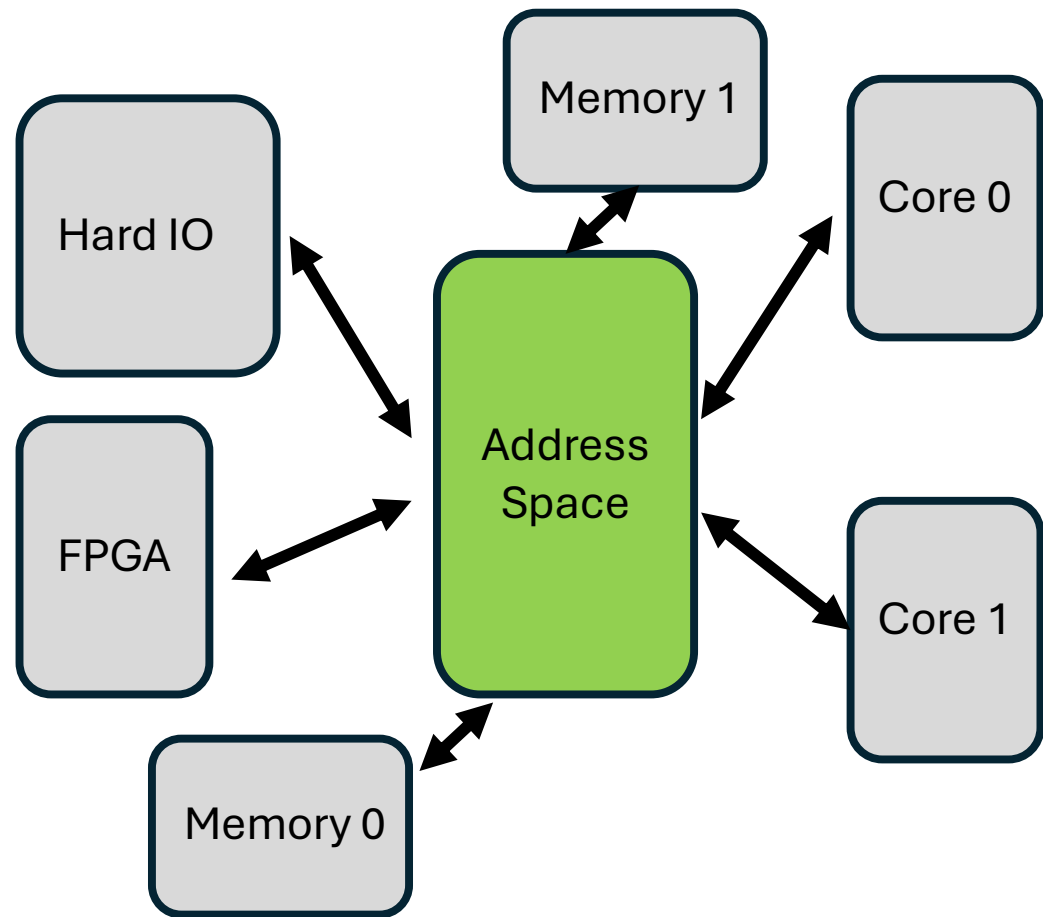 Memory 1
Core 0
Hard IO
Address
Space
FPGA
Core 1
Memory 0